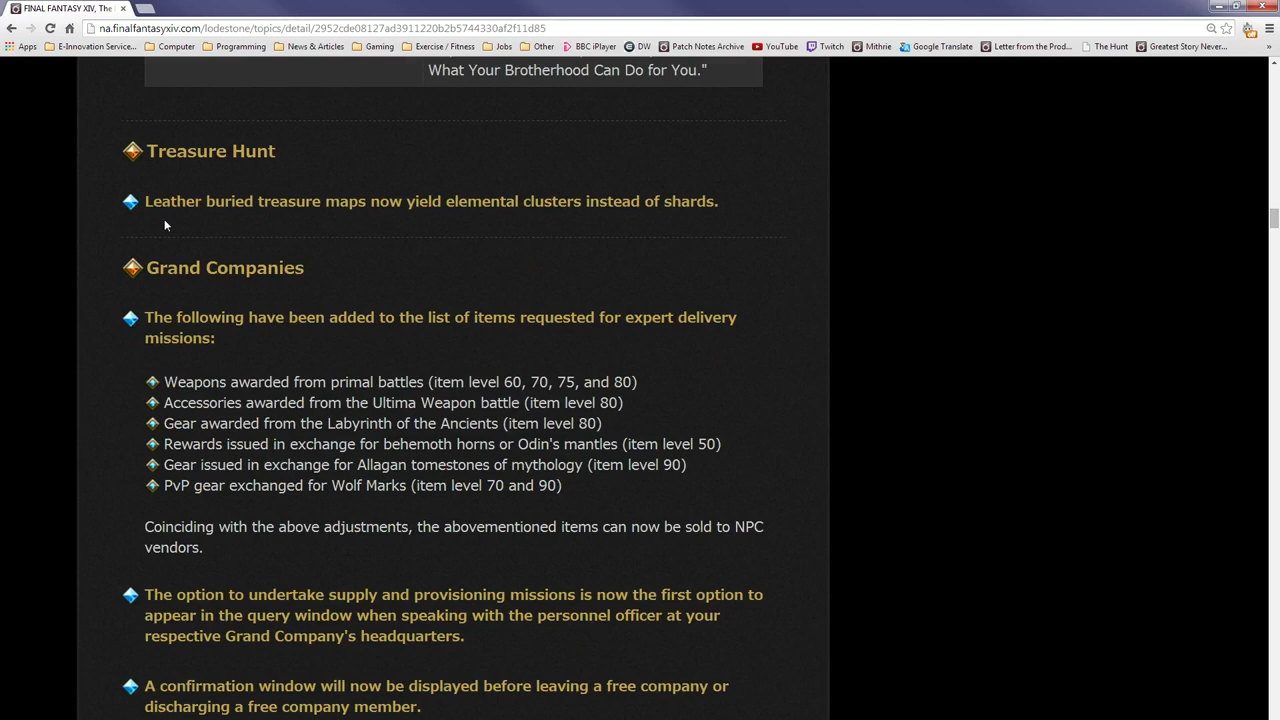 FINAL FANTASY XIV, The
na.finalfantasyxiv.com/lodestone/topics/detail/2952cde08127ad3911220b2b5744330af2f11d85
Apps E-Innovation Service... Computer Programming News & Articles Gaming Exercise / Fitness Jobs Other BBC iPlayer DW Patch Notes Archive YouTube Twitch Mithrie Google Translate Letter from the Prod... The Hunt Greatest Story Never... »
What Your Brotherhood Can Do for You."
Treasure Hunt
Leather buried treasure maps now yield elemental clusters instead of shards.
Grand Companies
The following have been added to the list of items requested for expert delivery
missions:
Weapons awarded from primal battles (item level 60, 70, 75, and 80)
Accessories awarded from the Ultima Weapon battle (item level 80)
Gear awarded from the Labyrinth of the Ancients (item level 80)
Rewards issued in exchange for behemoth horns or Odin's mantles (item level 50)
Gear issued in exchange for Allagan tomestones of mythology (item level 90)
PvP gear exchanged for Wolf Marks (item level 70 and 90)
Coinciding with the above adjustments, the abovementioned items can now be sold to NPC
vendors.
The option to undertake supply and provisioning missions is now the first option to
appear in the query window when speaking with the personnel officer at your
respective Grand Company's headquarters.
A confirmation window will now be displayed before leaving a free company or
discharging a free company member.